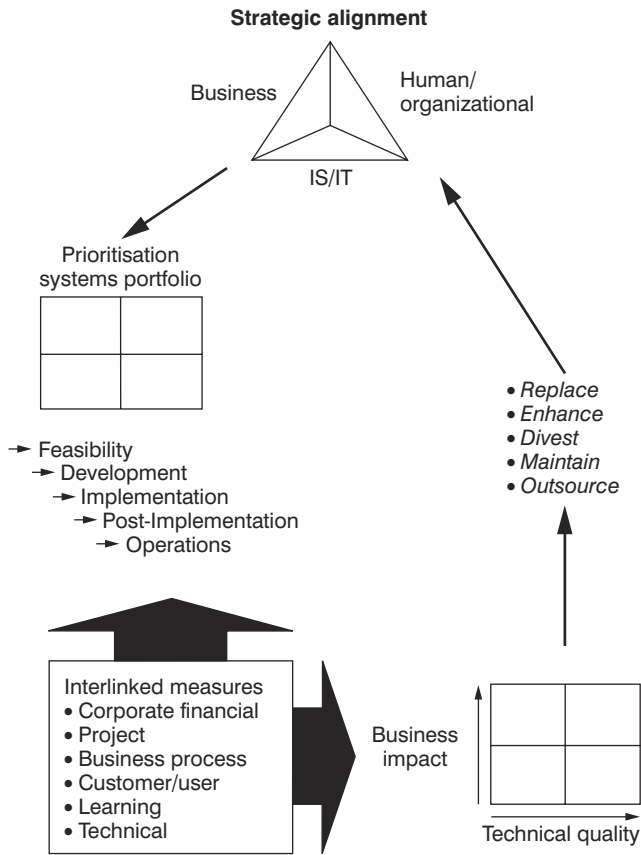 Strategic alignment
Business
Human/
organizational
IS/IT
Prioritisation
systems portfolio
Feasibility
Development
Implementation
Post-Implementation
Operations
• Replace
• Enhance
• Divest
• Maintain
• Outsource
Interlinked measures
• Corporate financial
• Project
• Business process
• Customer/user
• Learning
• Technical
Business
impact
Technical quality